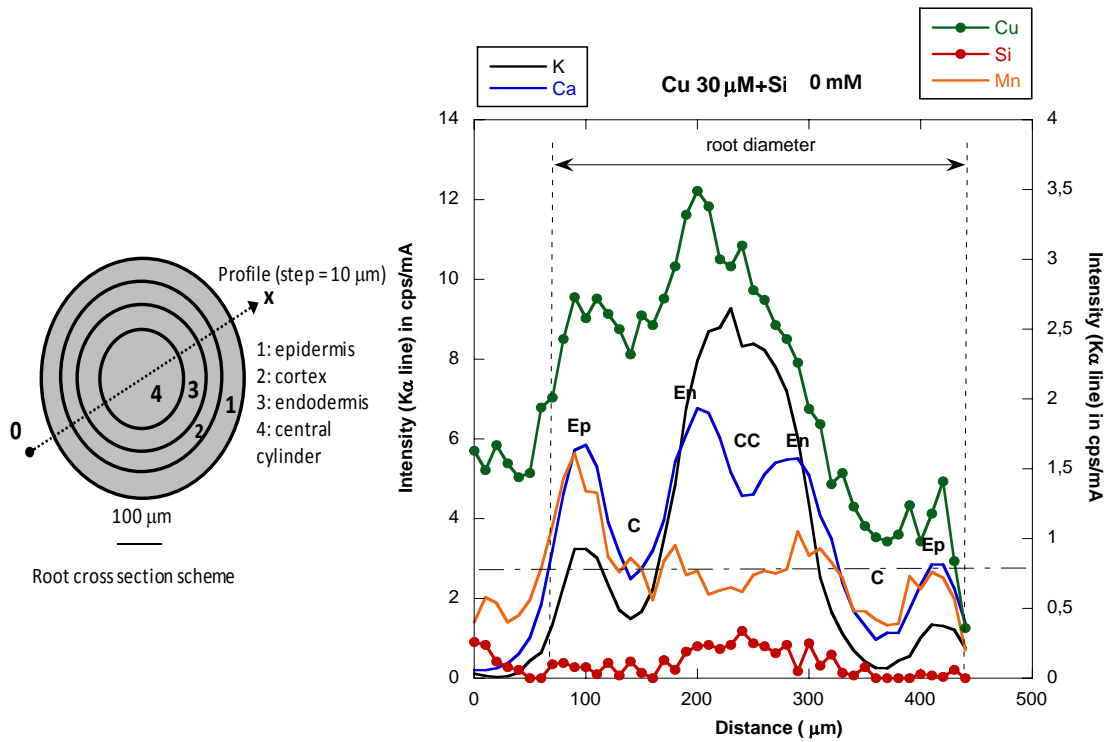 Profile (step = 10 µm)
x
1: epidermis
2: cortex
3: endodermis
4: central
cylinder
0
4
3
2
1
100 µm
Root cross section scheme
K
Ca
Cu 30 µM+Si 0 mM
Cu
Si
Mn
root diameter
Intensity (Kα line) in cps/mA
14
12
10
8
6
4
2
0
Ep
C
En
CC
En
C
Ep
4
3,5
3
2,5
2
1,5
1
0,5
0
Intensity (Kα line) in cps/mA
0
100
200
300
400
500
Distance ( µm)